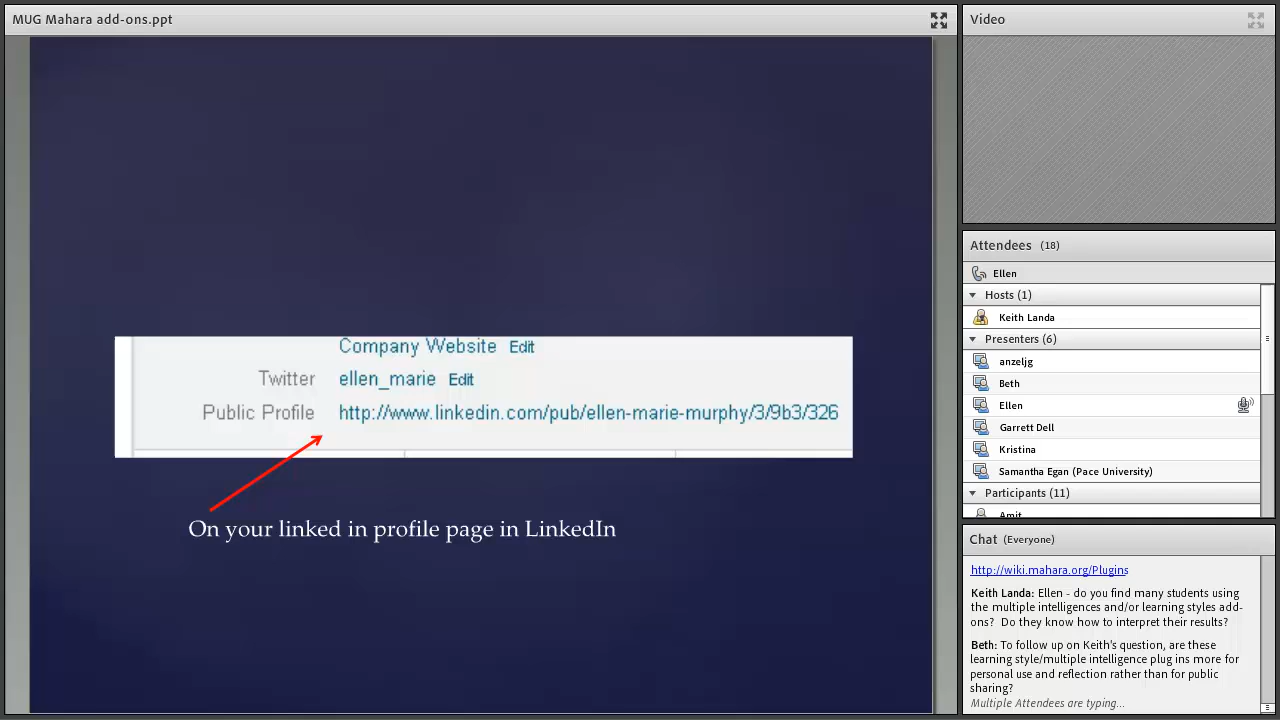 MUG Mahara add-ons.ppt
Company Website Edit
Twitter ellen_marie Edit
Public Profile http://www.linkedin.com/pub/ellen-marie-murphy/3/9b3/326
On your linked in profile page in LinkedIn
Video
Attendees (18)
Ellen
Hosts (1)
Keith Landa
Presenters (6)
anzeljg
Beth
Ellen
Garrett Dell
Kristina
Samantha Egan (Pace University)
Participants (11)
Amit
Chat (Everyone)
http://wiki.mahara.org/Plugins
Keith Landa: Ellen - do you find many students using
the multiple intelligences and/or learning styles add-
ons? Do they know how to interpret their results?
Beth: To follow up on Keith's question, are these
learning style/multiple intelligence plug ins more for
personal use and reflection rather than for public
sharing?
Multiple Attendees are typing...